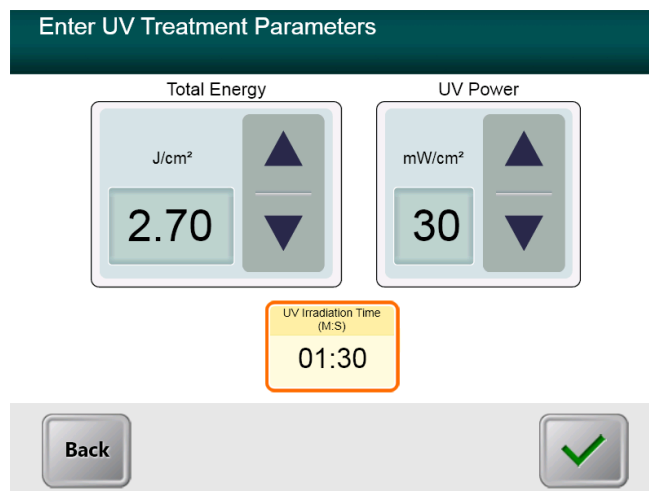 Enter UV Treatment Parameters
Total Energy
UV Power
J/cm²
mW/cm²
2.70
30
UV Irradiation Time
(M:S)
01:30
Back